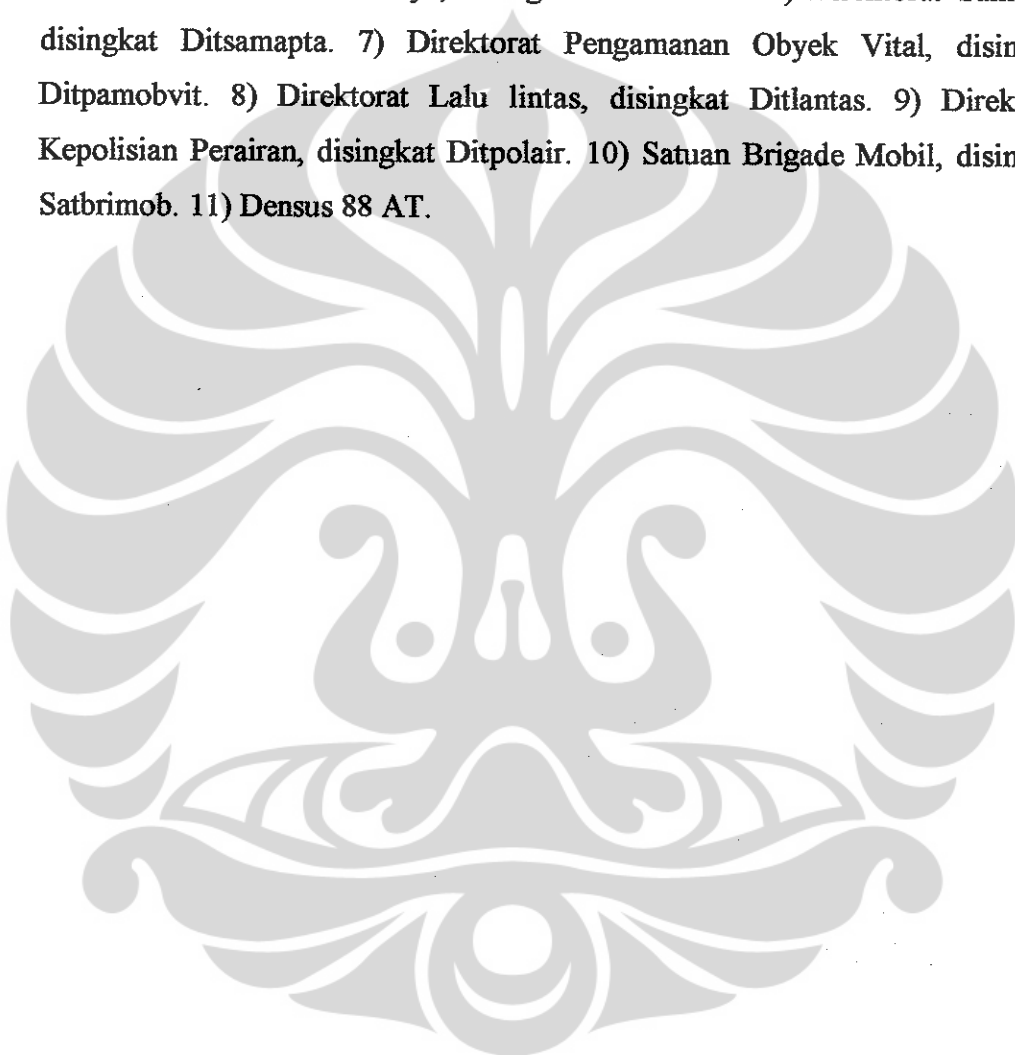 disingkat Ditsamapta. 7) Direktorat Pengamanan Obyek Vital, disin
Ditpamobvit. 8) Direktorat Lalu lintas, disingkat Ditlantas. 9) Direk
Kepolisian Perairan, disingkat Ditpolair. 10) Satuan Brigade Mobil, disin
Satbrimob. 11) Densus 88 AT.